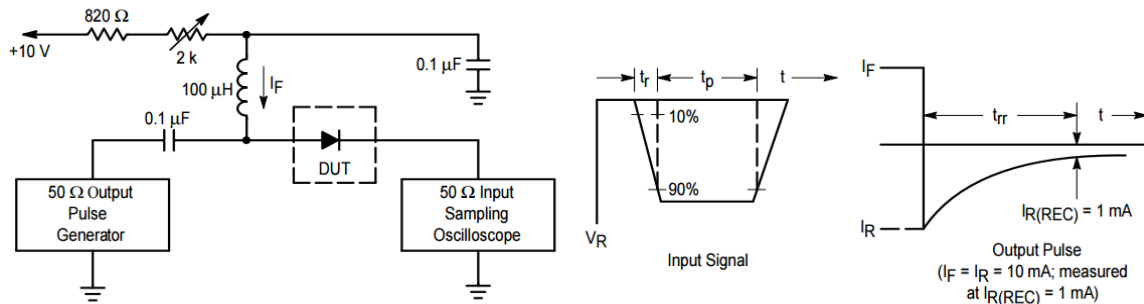 820 Ω
+10 V
2 k
100 µH
I_F
0.1 µF
0.1 µF
DUT
50 Ω Output
Pulse
Generator
50 Ω Input
Sampling
Oscilloscope
t_r
t_p
t
10%
90%
V_R
Input Signal
I_F
t_rr
t
I_R
I_R(REC) = 1 mA
Output Pulse
(I_F = I_R = 10 mA; measured
at I_R(REC) = 1 mA)